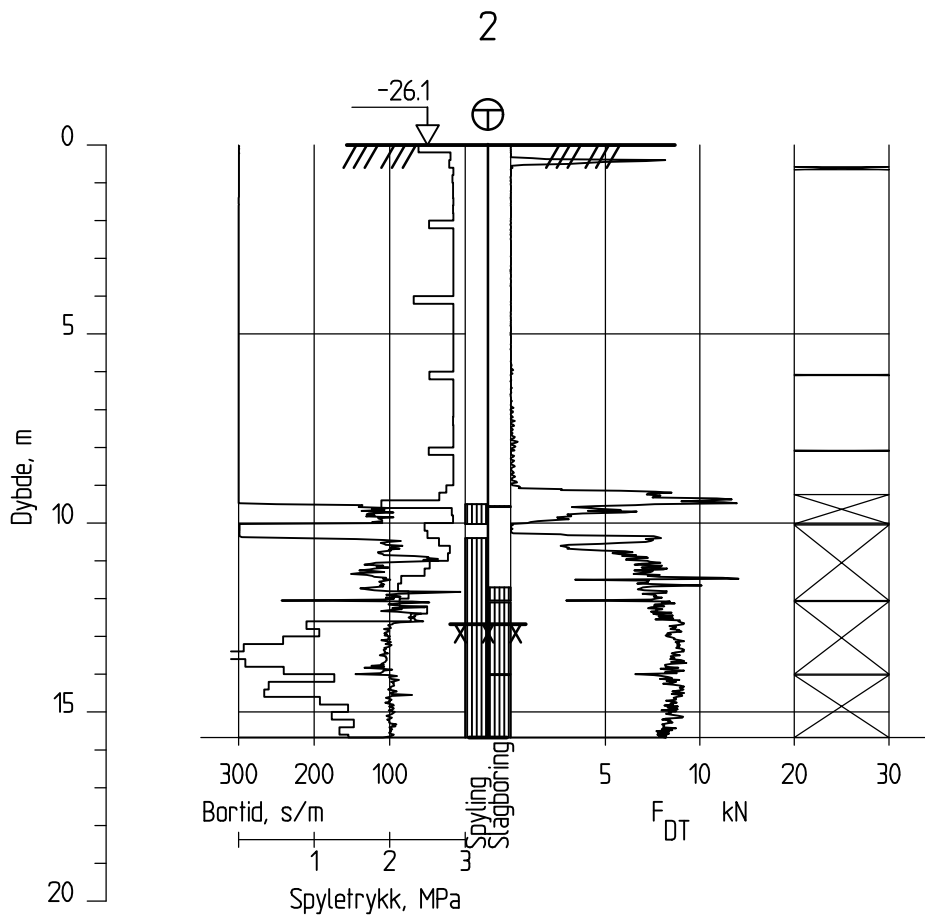 2
-26.1
0
5
10
15
20
Dybde, m
300 200 100 5 10 20 30
Bortid, s/m
Spyling
Slagboring
F DT kN
1 2 3
Spyletrykk, MPa